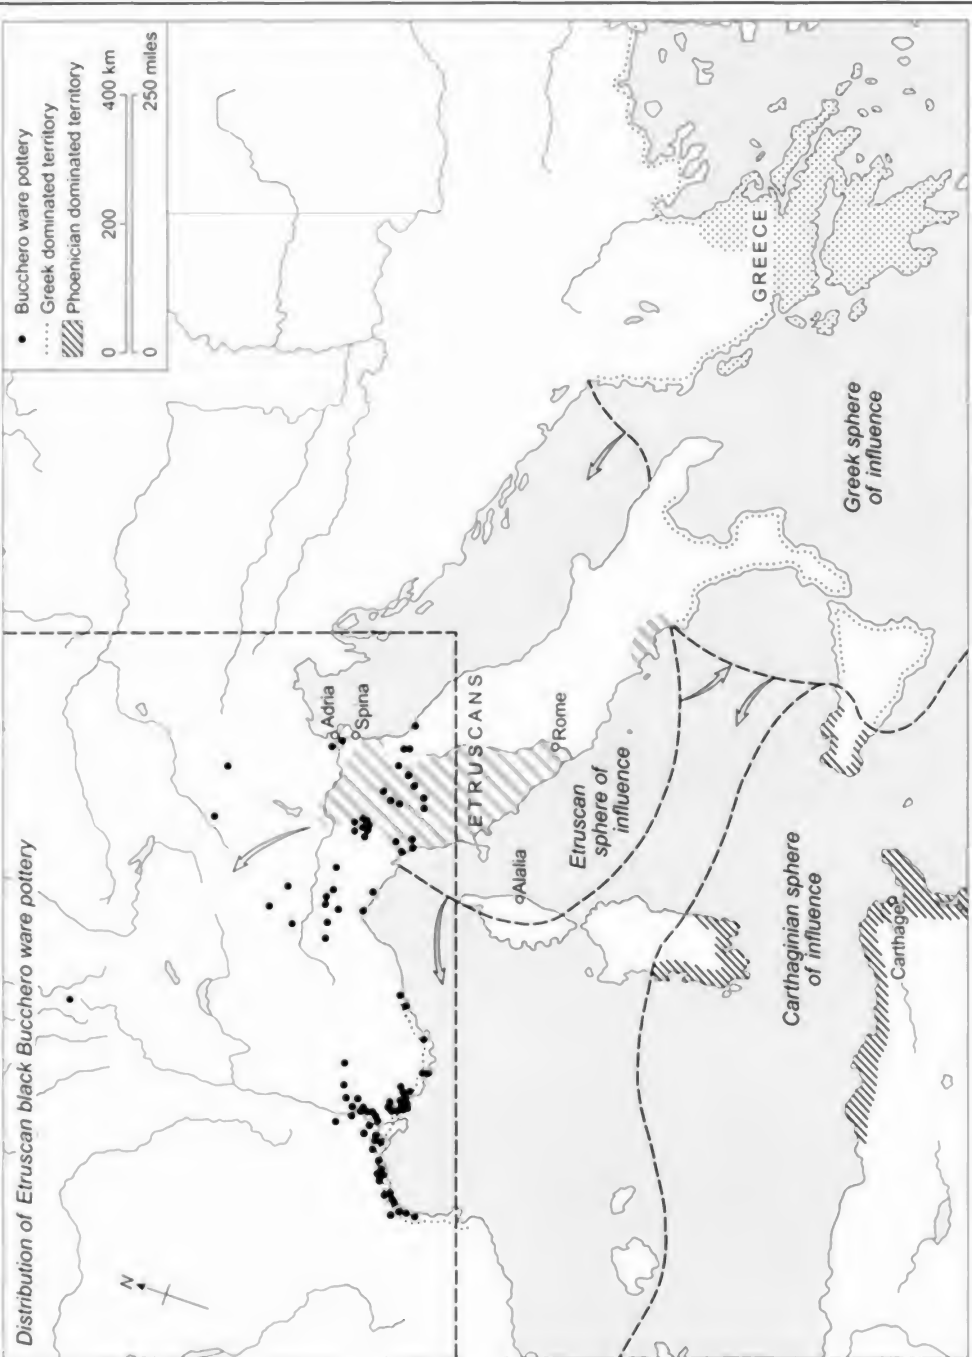 Distribution of Etruscan black Bucchero ware pottery
Bucchero ware pottery
Greek dominated territory
Phoenician dominated territory
0 200 400 km
0 250 miles
N
Adria
Spina
ETRUSCANS
Rome
Alalia
Etruscan
sphere of
influence
GREECE
Greek sphere
of influence
Carthaginian sphere
of influence
Carthage